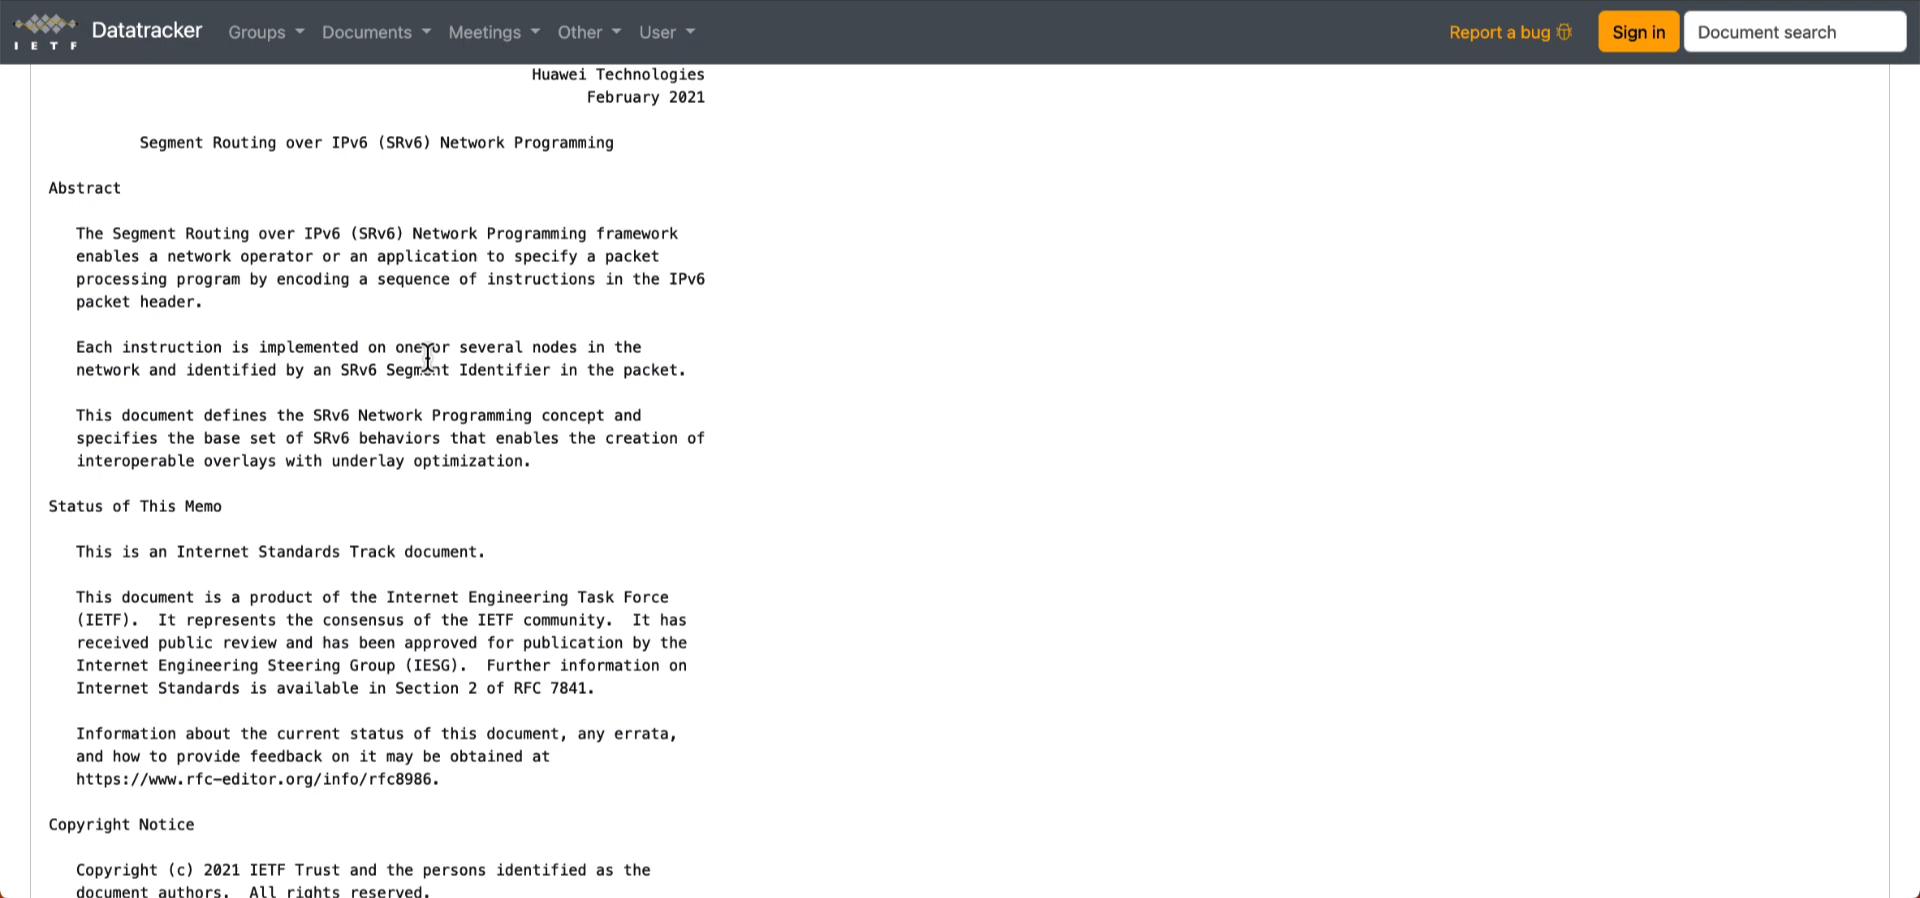 IETF
Datatracker
Groups
Documents
Meetings
Other
User
Report a bug
Sign in
Document search
Huawei Technologies
February 2021
Segment Routing over IPv6 (SRv6) Network Programming
Abstract
The Segment Routing over IPv6 (SRv6) Network Programming framework
enables a network operator or an application to specify a packet
processing program by encoding a sequence of instructions in the IPv6
packet header.
Each instruction is implemented on one or several nodes in the
network and identified by an SRv6 Segment Identifier in the packet.
This document defines the SRv6 Network Programming concept and
specifies the base set of SRv6 behaviors that enables the creation of
interoperable overlays with underlay optimization.
Status of This Memo
This is an Internet Standards Track document.
This document is a product of the Internet Engineering Task Force
(IETF).  It represents the consensus of the IETF community.  It has
received public review and has been approved for publication by the
Internet Engineering Steering Group (IESG).  Further information on
Internet Standards is available in Section 2 of RFC 7841.
Information about the current status of this document, any errata,
and how to provide feedback on it may be obtained at
https://www.rfc-editor.org/info/rfc8986.
Copyright Notice
Copyright (c) 2021 IETF Trust and the persons identified as the
document authors.  All rights reserved.